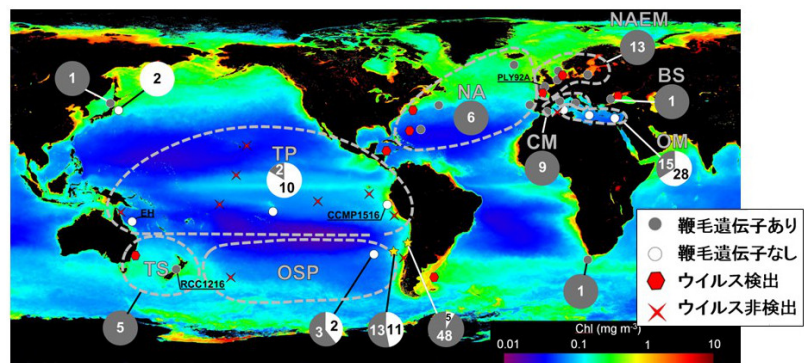 NAEM
13
PLY92A
BS
1
2
NA
1
6
CM
OM
TP
9
15
28
2
10
EH
CCMP1516
鞭毛遺伝子あり
鞭毛遺伝子なし
ウイルス検出
ウイルス非検出
TS
OSP
RCC1216
1
5
3
2
13
11
5
48
Chl (mg m-3)
0.01
0.1
1
10